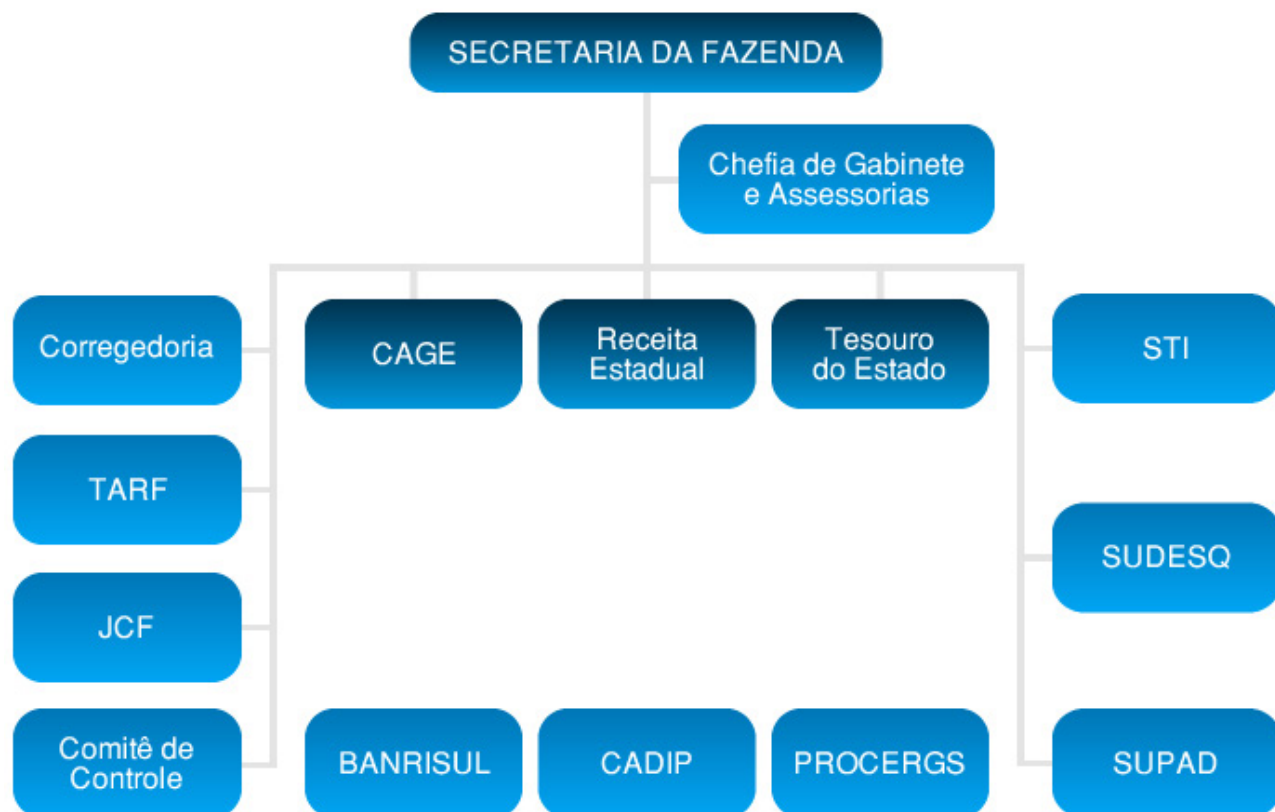 SECRETARIA DA FAZENDA
Chefia de Gabinete
e Assessorias
Corregedoria
CAGE
Receita
Estadual
Tesouro
do Estado
STI
TARF
SUDESQ
JCF
Comitê de
Controle
BANRISUL
CADIP
PROCERGS
SUPAD